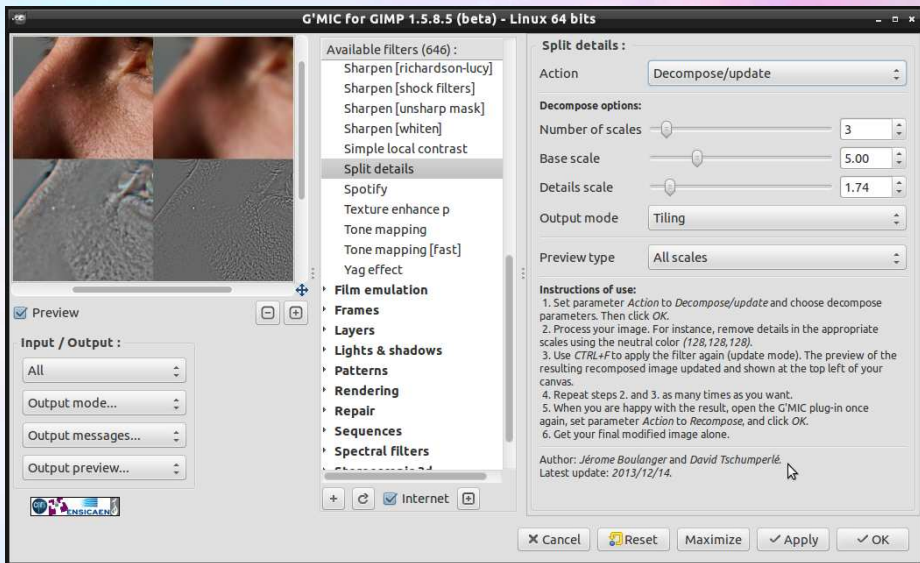 G'MIC for GIMP 1.5.8.5 (beta) - Linux 64 bits
Preview
Input / Output :
All
Output mode...
Output messages...
Output preview...
ENSICAEN
Available filters (646) :
Sharpen [richardson-lucy]
Sharpen [shock filters]
Sharpen [unsharp mask]
Sharpen [whiten]
Simple local contrast
Split details
Spotify
Texture enhance p
Tone mapping
Tone mapping [fast]
Yag effect
Film emulation
Frames
Layers
Lights & shadows
Patterns
Rendering
Repair
Sequences
Spectral filters
Internet
Split details :
Action Decompose/update
Decompose options:
Number of scales 3
Base scale 5.00
Details scale 1.74
Output mode Tiling
Preview type All scales
Instructions of use:
1. Set parameter Action to Decompose/update and choose decompose
parameters. Then click OK.
2. Process your image. For instance, remove details in the appropriate
scales using the neutral color (128,128,128).
3. Use CTRL+F to apply the filter again (update mode). The preview of the
resulting recomposed image updated and shown at the top left of your
canvas.
4. Repeat steps 2. and 3. as many times as you want.
5. When you are happy with the result, open the G'MIC plug-in once
again, set parameter Action to Recompose, and click OK.
6. Get your final modified image alone.
Author: Jérome Boulanger and David Tschumperlé.
Latest update: 2013/12/14.
Cancel Reset Maximize Apply OK